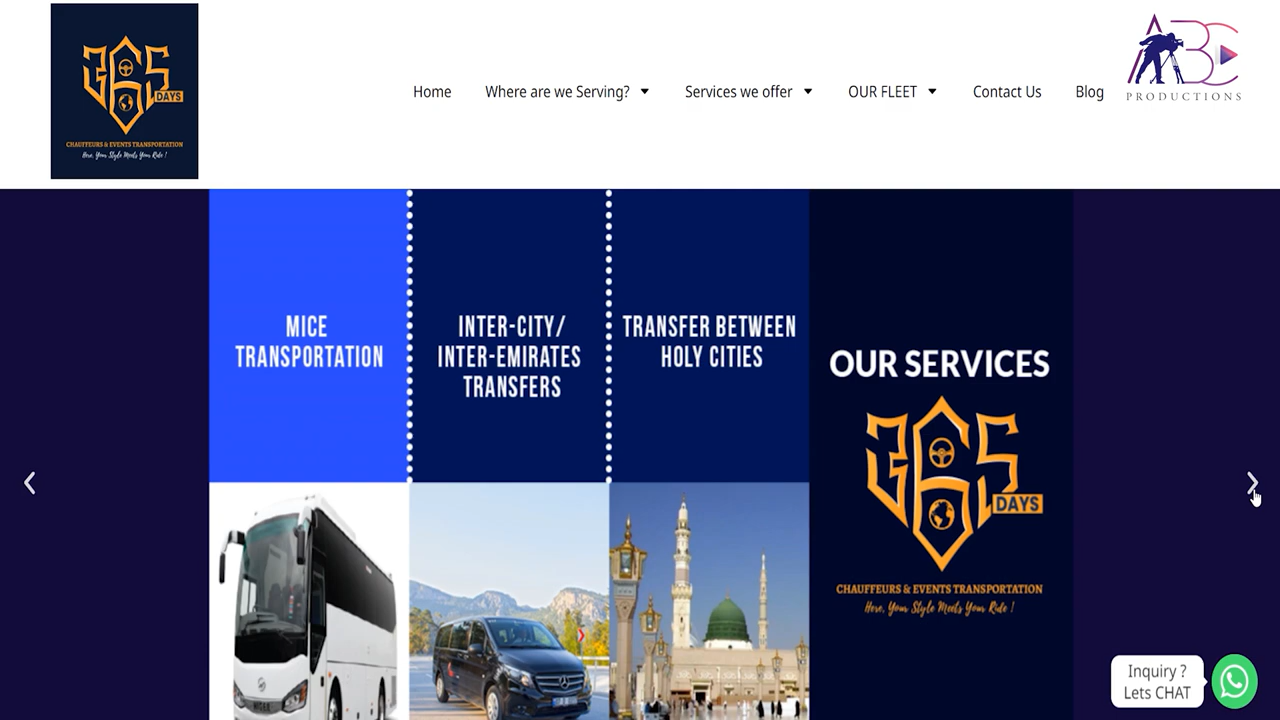 365
DAYS
CHAUFFEURS & EVENTS TRANSPORTATION
Here, Your Style Meets Your Ride !
Home
Where are we Serving?
Services we offer
OUR FLEET
Contact Us
Blog
ABC
PRODUCTIONS
MICE
TRANSPORTATION
INTER-CITY/
INTER-EMIRATES
TRANSFERS
TRANSFER BETWEEN
HOLY CITIES
OUR SERVICES
365
DAYS
CHAUFFEURS & EVENTS TRANSPORTATION
Here, Your Style Meets Your Ride !
Inquiry ?
Lets CHAT